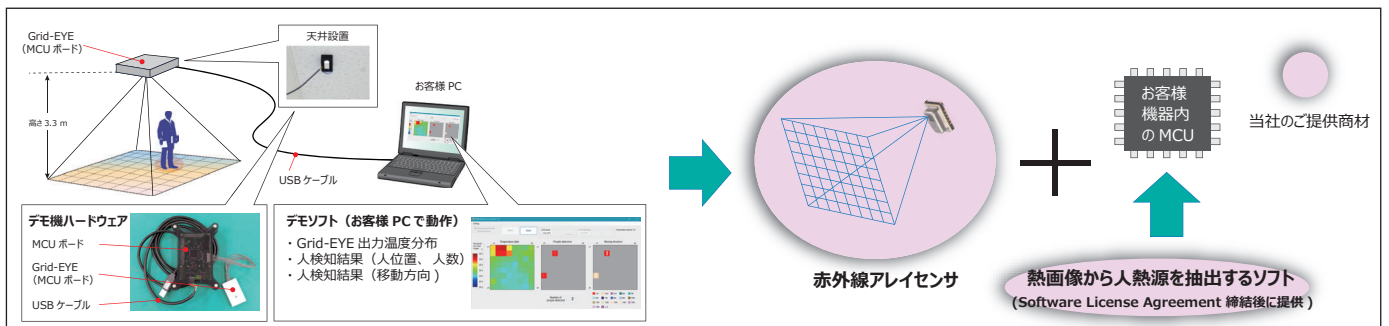 Grid-EYE
(MCU ボード)
天井設置
お客様 PC
高さ 3.3 m
USB ケーブル
デモ機ハードウェア
MCU ボード
Grid-EYE
(MCU ボード)
USB ケーブル
デモソフト(お客様 PC で動作)
・Grid-EYE 出力温度分布
・人検知結果(人位置、人数)
・人検知結果(移動方向)
赤外線アレイセンサ
お客様
機器内
の MCU
当社のご提供商材
熱画像から人熱源を抽出するソフト
(Software License Agreement 締結後に提供 )